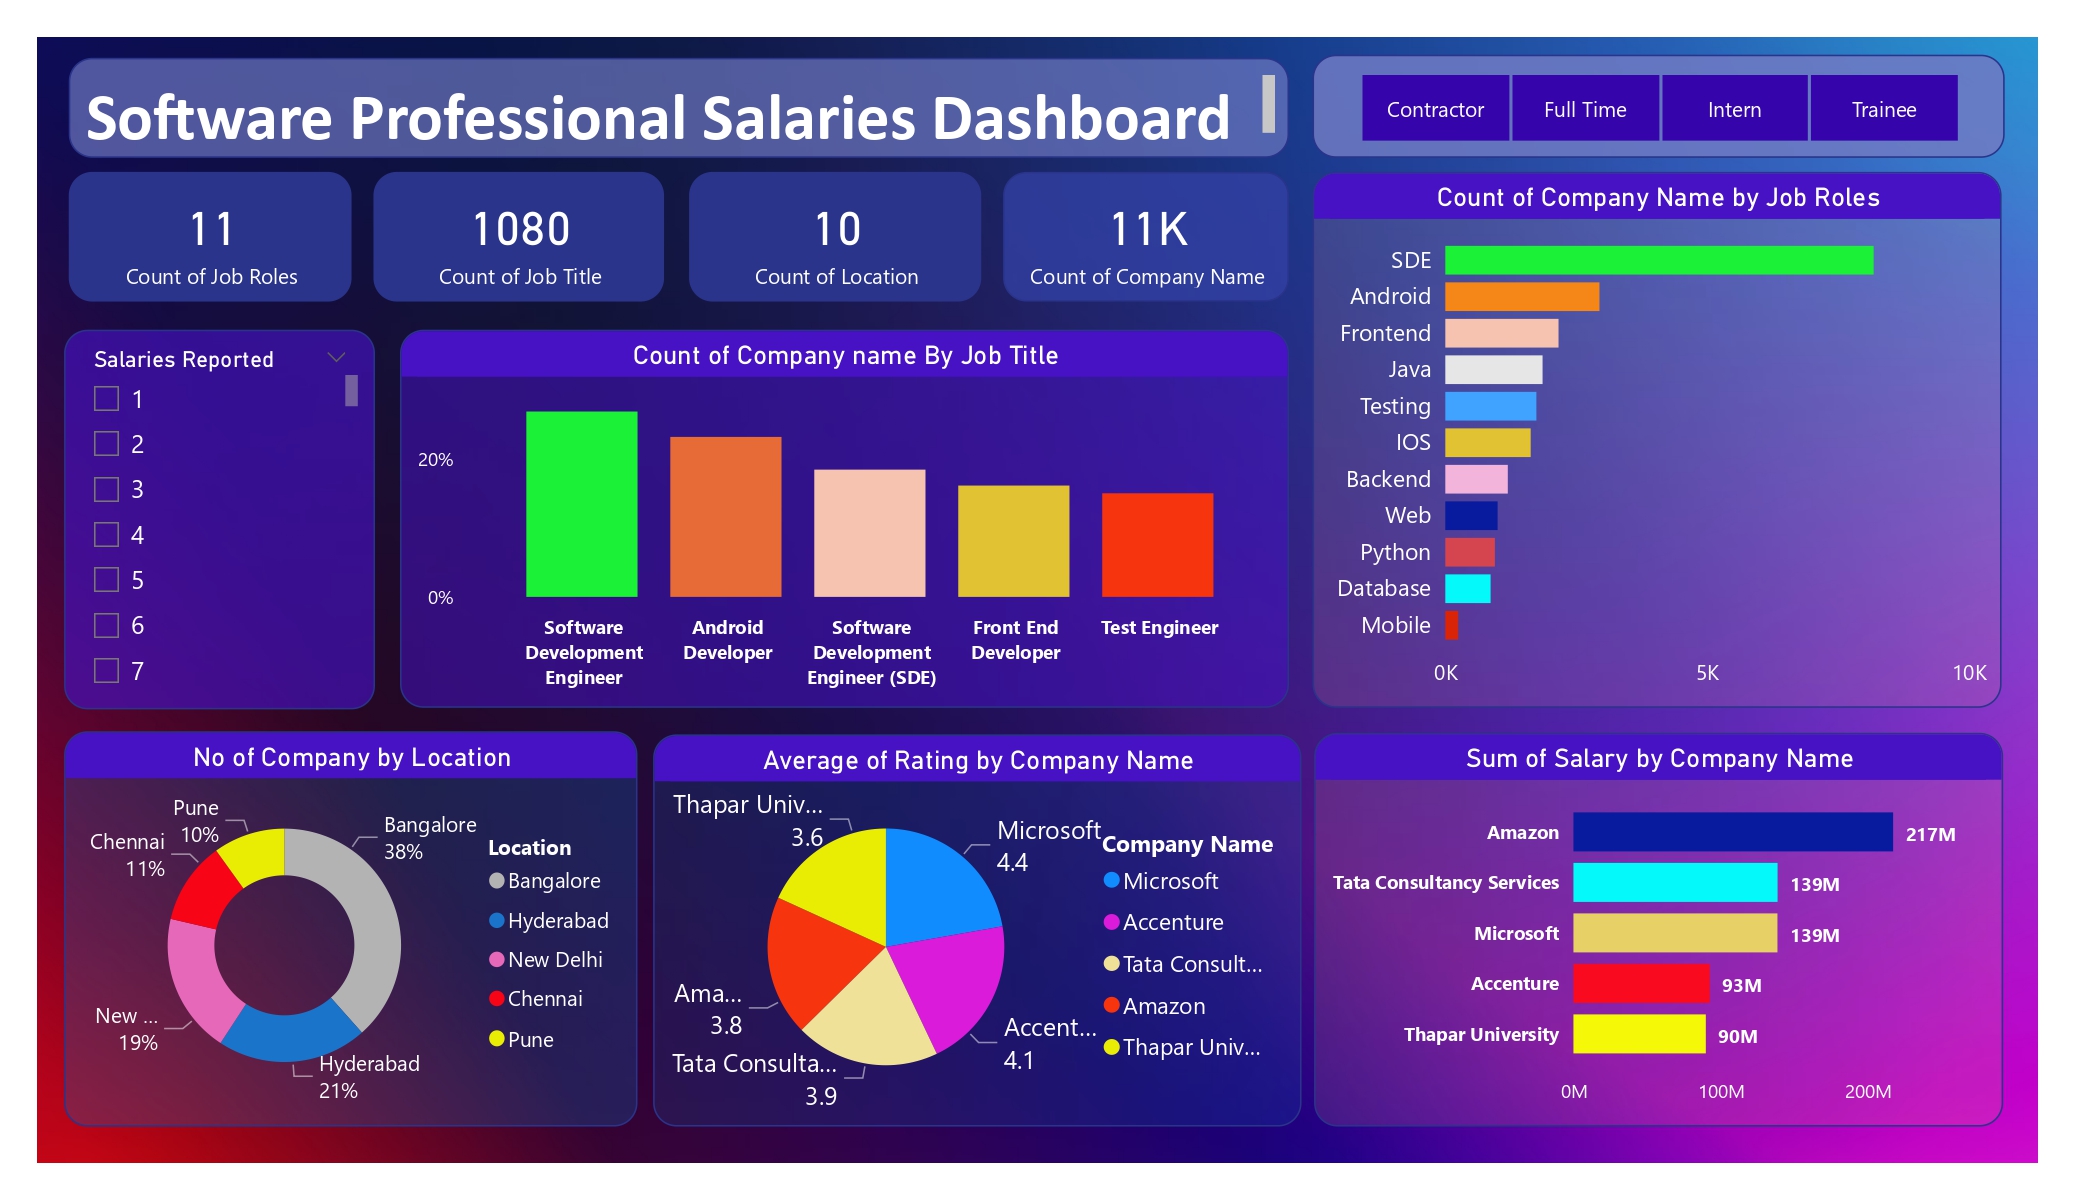 Software Professional Salaries Dashboard
Contractor
Full Time
Intern
Trainee
11
Count of Job Roles
1080
Count of Job Title
10
Count of Location
11K
Count of Company Name
Count of Company Name by Job Roles
SDE
Android
Frontend
Java
Testing
IOS
Backend
Web
Python
Database
Mobile
0K
5K
10K
Salaries Reported
1
2
3
4
5
6
7
Count of Company name By Job Title
20%
0%
Software
Development
Engineer
Android
Developer
Software
Development
Engineer (SDE)
Front End
Developer
Test Engineer
No of Company by Location
Pune
10%
Chennai
11%
New ...
19%
Hyderabad
21%
Bangalore
38%
Location
Bangalore
Hyderabad
New Delhi
Chennai
Pune
Average of Rating by Company Name
Thapar Univ...
3.6
Microsoft
4.4
Ama...
3.8
Tata Consulta...
3.9
Accent...
4.1
Company Name
Microsoft
Accenture
Tata Consult...
Amazon
Thapar Univ...
Sum of Salary by Company Name
Amazon
217M
Tata Consultancy Services
139M
Microsoft
139M
Accenture
93M
Thapar University
90M
0M
100M
200M